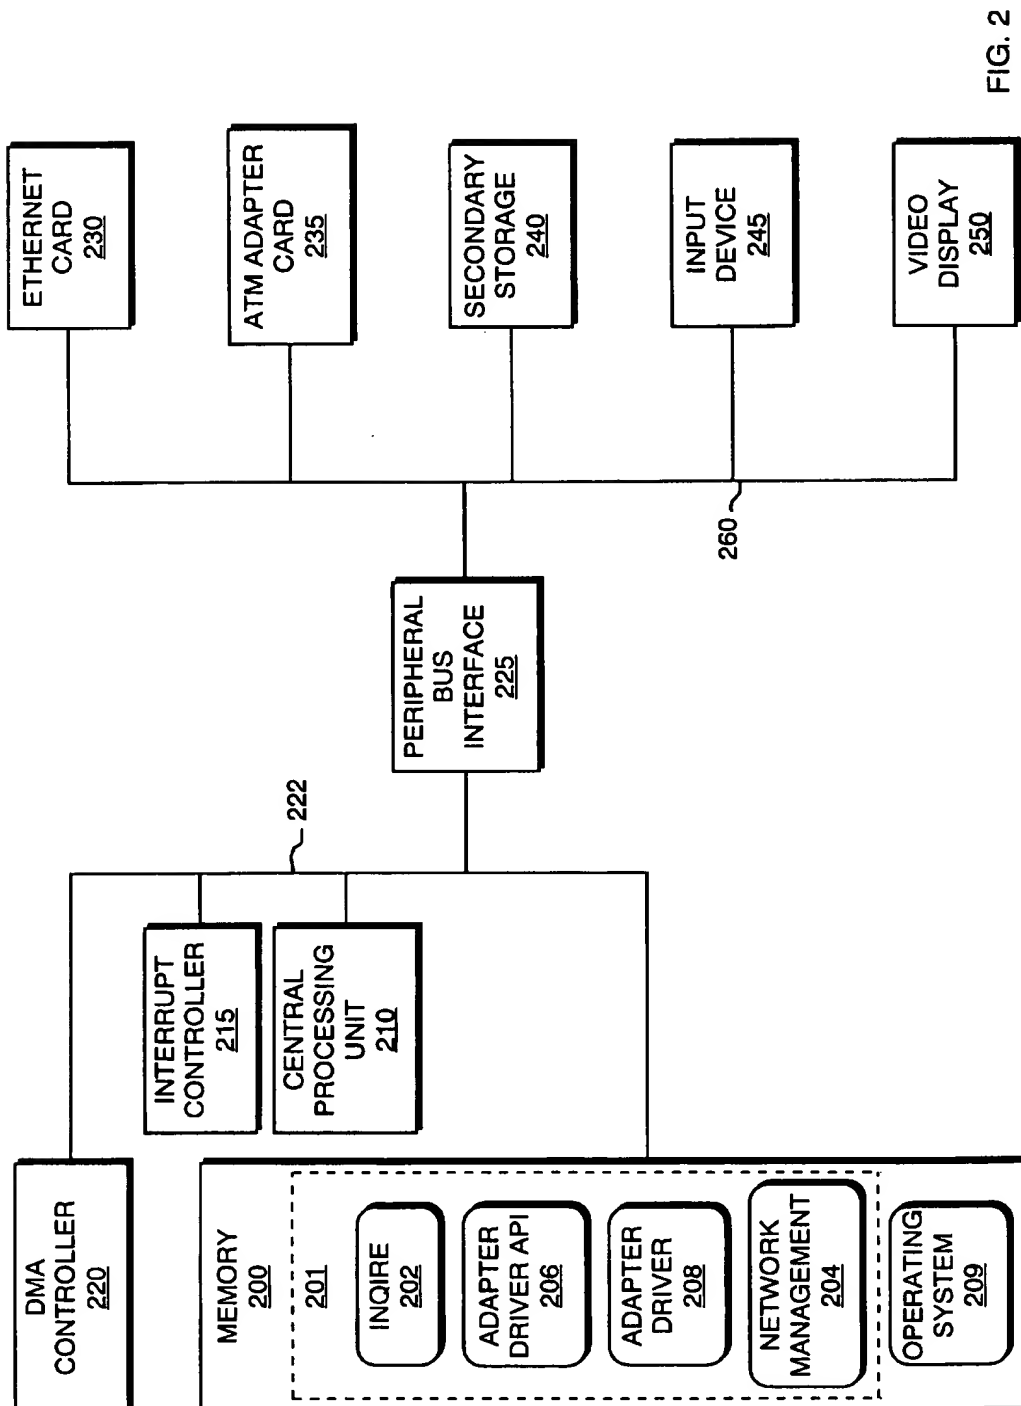 DMA
CONTROLLER
220
MEMORY
200
201
INQIRE
202
ADAPTER
DRIVER API
206
ADAPTER
DRIVER
208
NETWORK
MANAGEMENT
204
OPERATING
SYSTEM
209
INTERRUPT
CONTROLLER
215
CENTRAL
PROCESSING
UNIT
210
222
PERIPHERAL
BUS
INTERFACE
225
260
ETHERNET
CARD
230
ATM ADAPTER
CARD
235
SECONDARY
STORAGE
240
INPUT
DEVICE
245
VIDEO
DISPLAY
250
FIG. 2